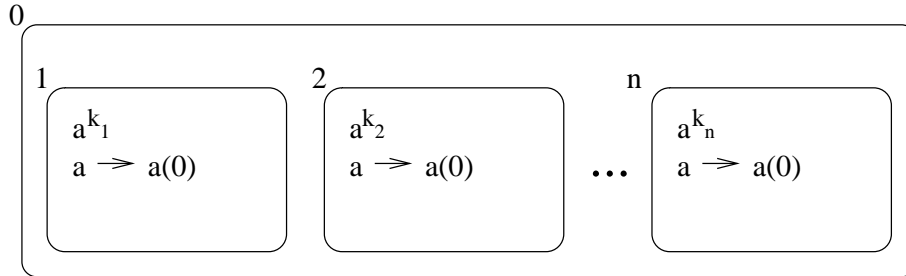 0
1 2 n
a^k_1 a^k_2 a^k_n
a → a(0) a → a(0) ... a → a(0)